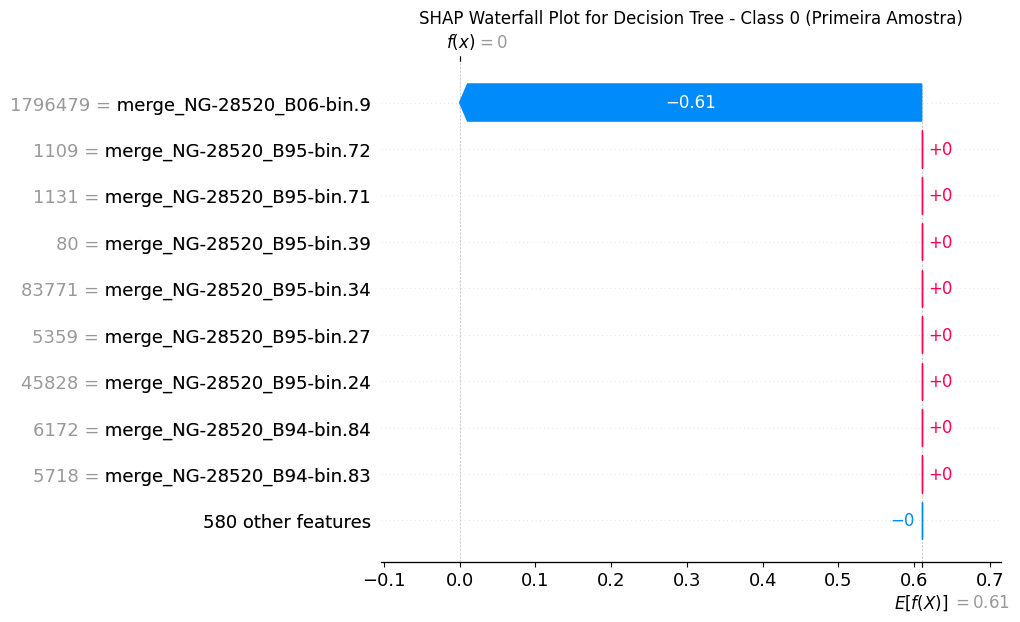 SHAP Waterfall Plot for Decision Tree - Class 0 (Primeira Amostra)
f(x) = 0
1796479 = merge_NG-28520_B06-bin.9
−0.61
1109 = merge_NG-28520_B95-bin.72
+0
1131 = merge_NG-28520_B95-bin.71
+0
80 = merge_NG-28520_B95-bin.39
+0
83771 = merge_NG-28520_B95-bin.34
+0
5359 = merge_NG-28520_B95-bin.27
+0
45828 = merge_NG-28520_B95-bin.24
+0
6172 = merge_NG-28520_B94-bin.84
+0
5718 = merge_NG-28520_B94-bin.83
+0
580 other features
−0
−0.1 0.0 0.1 0.2 0.3 0.4 0.5 0.6 0.7
E[f(X)] = 0.61